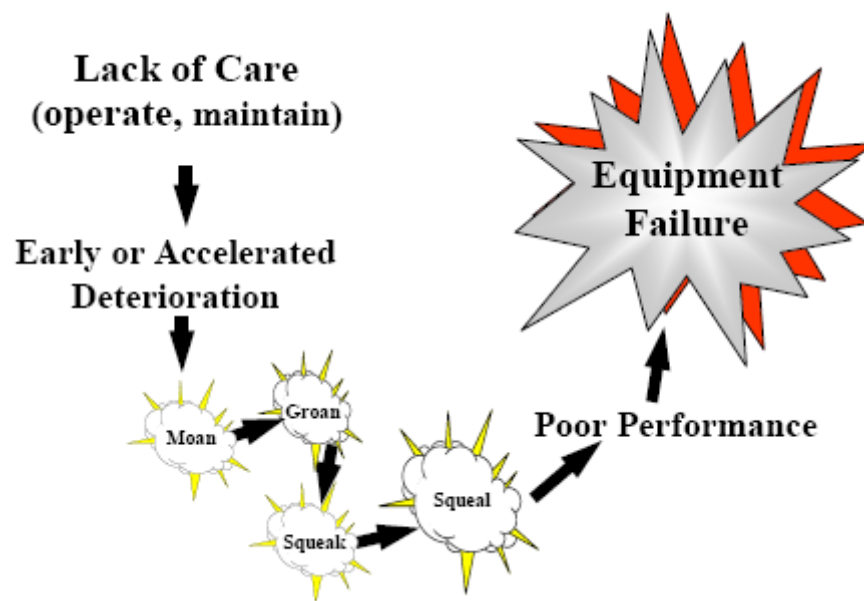 Lack of Care
(operate, maintain)
Early or Accelerated
Deterioration
Moan
Groan
Squeak
Squeal
Poor Performance
Equipment
Failure